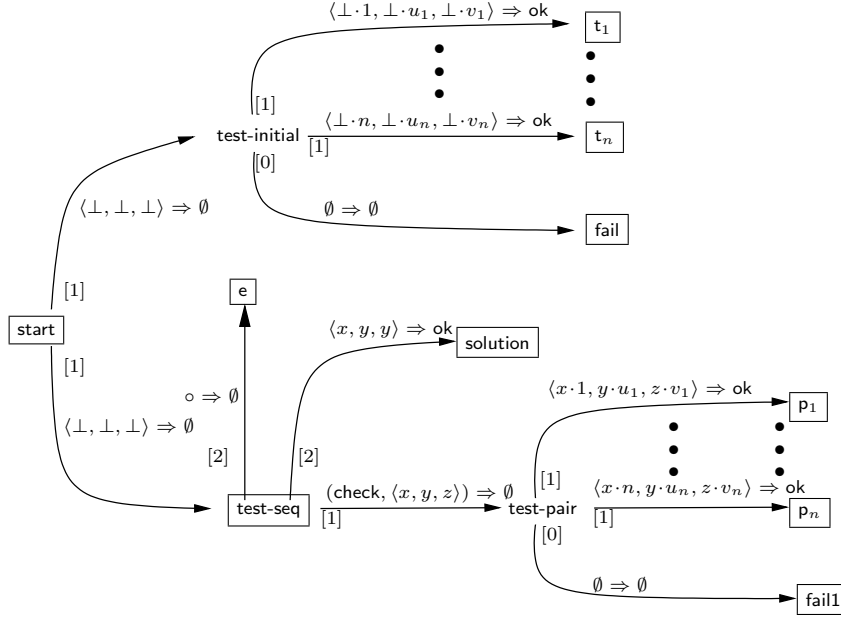 ⟨⊥·1, ⊥·u₁, ⊥·v₁⟩ ⇒ ok
t₁
[1]
⟨⊥·n, ⊥·uₙ, ⊥·vₙ⟩ ⇒ ok
test-initial
[1]
tₙ
[0]
⟨⊥, ⊥, ⊥⟩ ⇒ ∅
∅ ⇒ ∅
fail
[1]
e
start
⟨x, y, y⟩ ⇒ ok
solution
[1]
∘ ⇒ ∅
⟨x·1, y·u₁, z·v₁⟩ ⇒ ok
p₁
⟨⊥, ⊥, ⊥⟩ ⇒ ∅
[2]
[2]
[1]
(check, ⟨x, y, z⟩) ⇒ ∅
⟨x·n, y·uₙ, z·vₙ⟩ ⇒ ok
test-seq
[1]
test-pair
[1]
pₙ
[0]
∅ ⇒ ∅
fail1